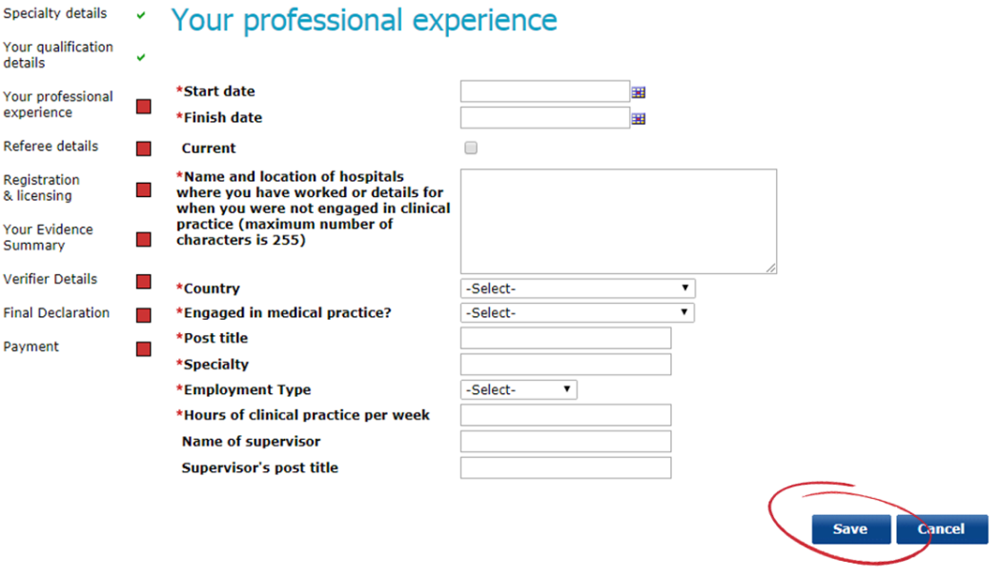 Your professional experience
Specialty details
Your qualification
details
Your professional
experience
Referee details
Registration
& licensing
Your Evidence
Summary
Verifier Details
Final Declaration
Payment
*Start date
*Finish date
Current
*Name and location of hospitals
where you have worked or details for
when you were not engaged in clinical
practice (maximum number of
characters is 255)
*Country
-Select-
*Engaged in medical practice?
-Select-
*Post title
*Specialty
*Employment Type
-Select-
*Hours of clinical practice per week
Name of supervisor
Supervisor's post title
Save
Cancel